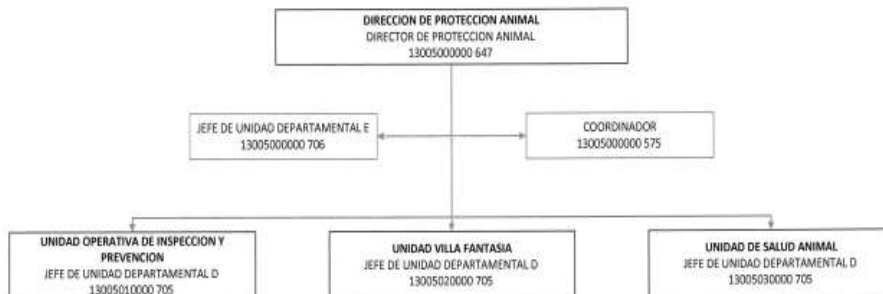 DIRECCION DE PROTECCION ANIMAL
DIRECTOR DE PROTECCION ANIMAL
13005000000 647
JEFE DE UNIDAD DEPARTAMENTAL E
13005000000 706
COORDINADOR
13005000000 575
UNIDAD OPERATIVA DE INSPECCION Y
PREVENCION
JEFE DE UNIDAD DEPARTAMENTAL D
13005010000 705
UNIDAD VILLA FANTASIA
JEFE DE UNIDAD DEPARTAMENTAL D
13005020000 705
UNIDAD DE SALUD ANIMAL
JEFE DE UNIDAD DEPARTAMENTAL D
13005030000 705